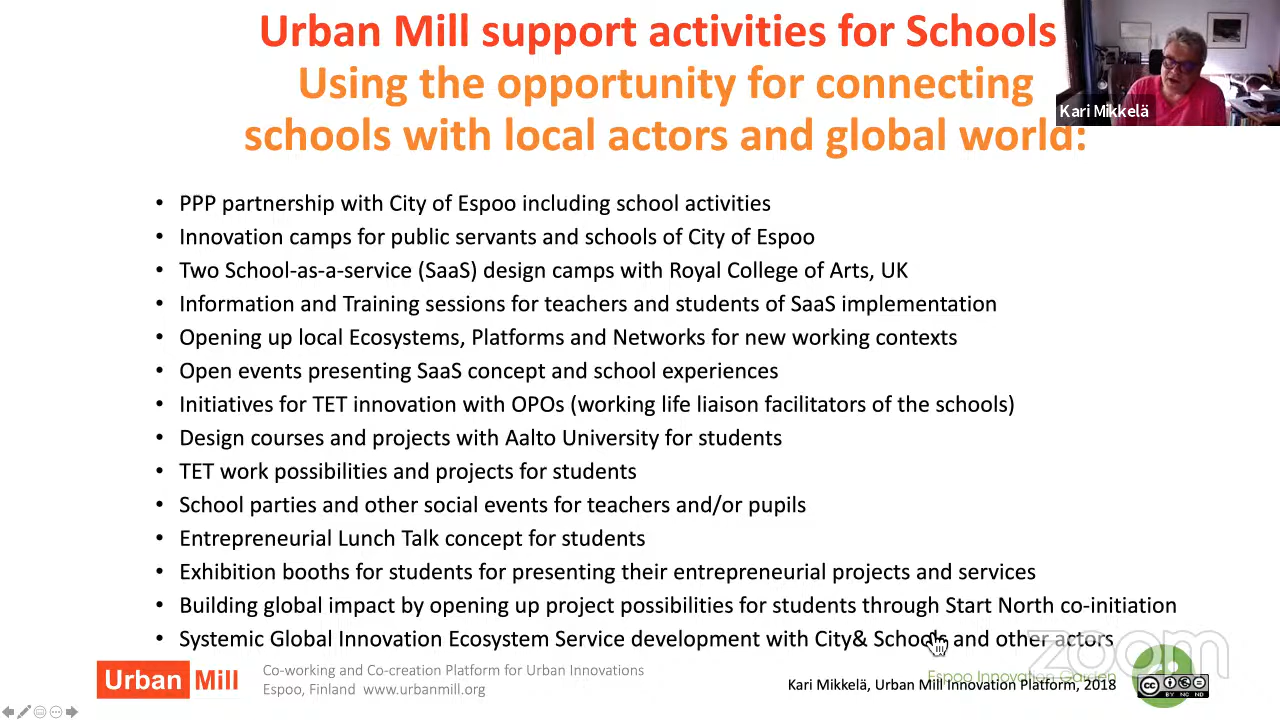 Urban Mill support activities for Schools
Using the opportunity for connecting
schools with local actors and global world:
Kari Mikkelä
• PPP partnership with City of Espoo including school activities
• Innovation camps for public servants and schools of City of Espoo
• Two School-as-a-service (SaaS) design camps with Royal College of Arts, UK
• Information and Training sessions for teachers and students of SaaS implementation
• Opening up local Ecosystems, Platforms and Networks for new working contexts
• Open events presenting SaaS concept and school experiences
• Initiatives for TET innovation with OPOs (working life liaison facilitators of the schools)
• Design courses and projects with Aalto University for students
• TET work possibilities and projects for students
• School parties and other social events for teachers and/or pupils
• Entrepreneurial Lunch Talk concept for students
• Exhibition booths for students for presenting their entrepreneurial projects and services
• Building global impact by opening up project possibilities for students through Start North co-initiation
• Systemic Global Innovation Ecosystem Service development with City& Schools and other actors
zoom
Urban Mill
Co-working and Co-creation Platform for Urban Innovations
Espoo, Finland www.urbanmill.org
Espoo Innovation Garden
Kari Mikkelä, Urban Mill Innovation Platform, 2018
cc
BY NC ND